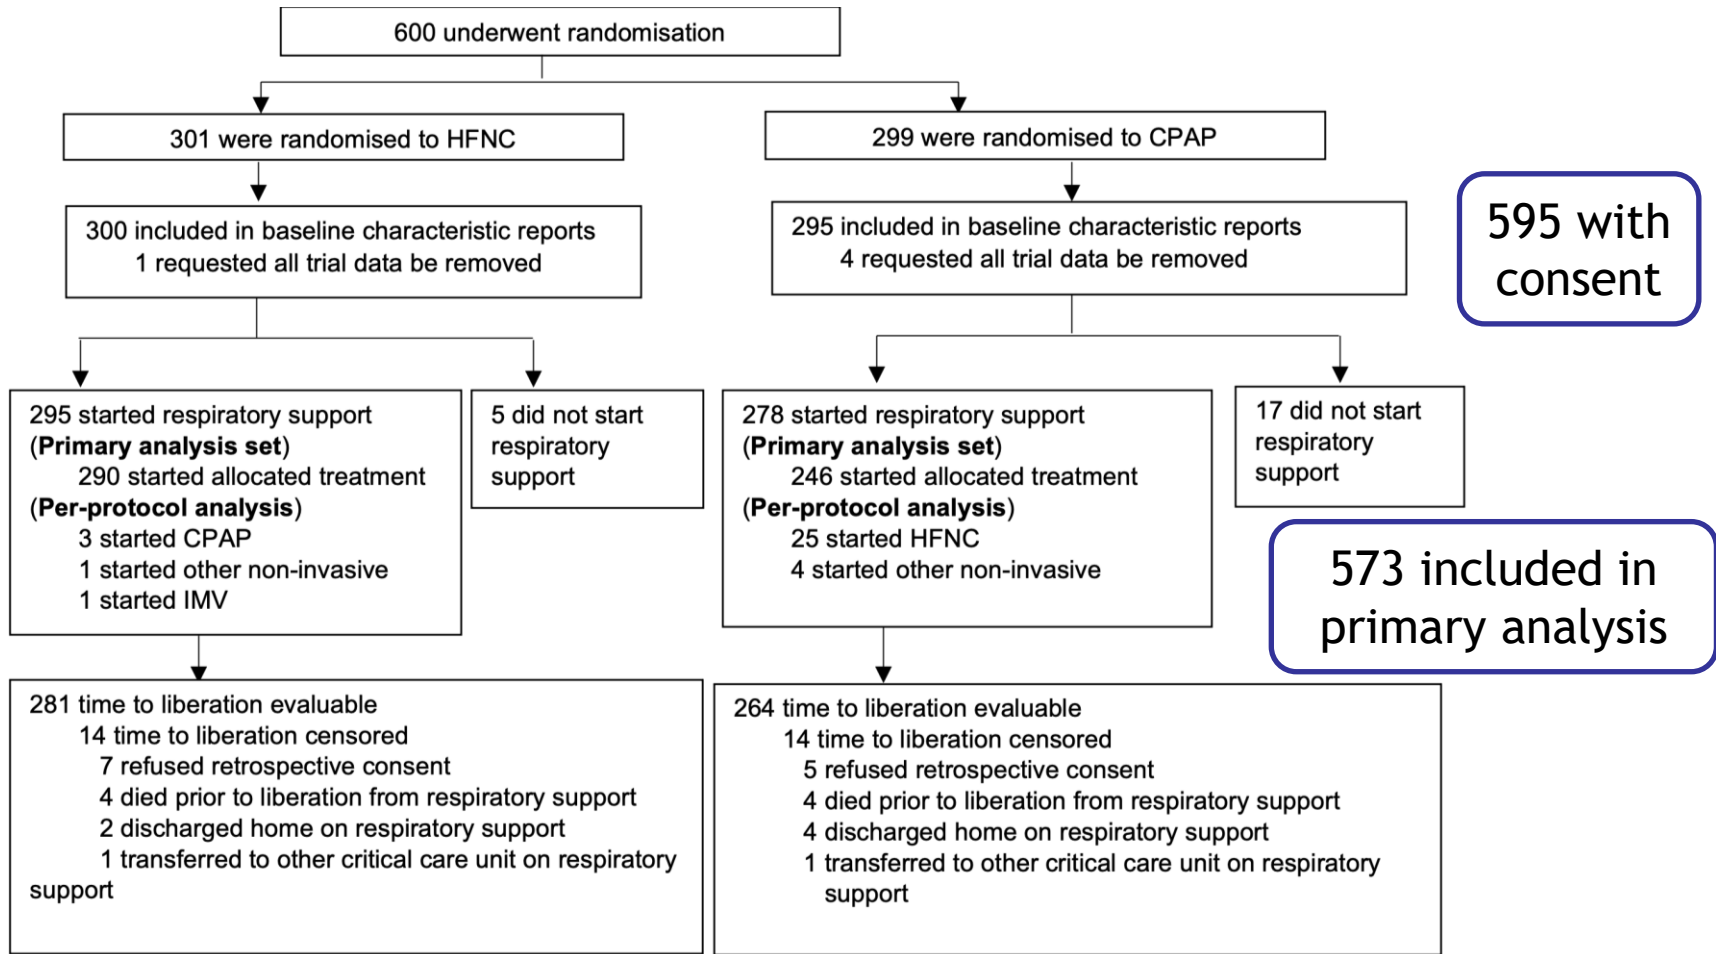 600 underwent randomisation
301 were randomised to HFNC
299 were randomised to CPAP
300 included in baseline characteristic reports
1 requested all trial data be removed
295 included in baseline characteristic reports
4 requested all trial data be removed
595 with
consent
295 started respiratory support
(Primary analysis set)
290 started allocated treatment
(Per-protocol analysis)
3 started CPAP
1 started other non-invasive
1 started IMV
5 did not start
respiratory
support
278 started respiratory support
(Primary analysis set)
246 started allocated treatment
(Per-protocol analysis)
25 started HFNC
4 started other non-invasive
17 did not start
respiratory
support
573 included in
primary analysis
281 time to liberation evaluable
14 time to liberation censored
7 refused retrospective consent
4 died prior to liberation from respiratory support
2 discharged home on respiratory support
1 transferred to other critical care unit on respiratory
support
264 time to liberation evaluable
14 time to liberation censored
5 refused retrospective consent
4 died prior to liberation from respiratory support
4 discharged home on respiratory support
1 transferred to other critical care unit on respiratory
support